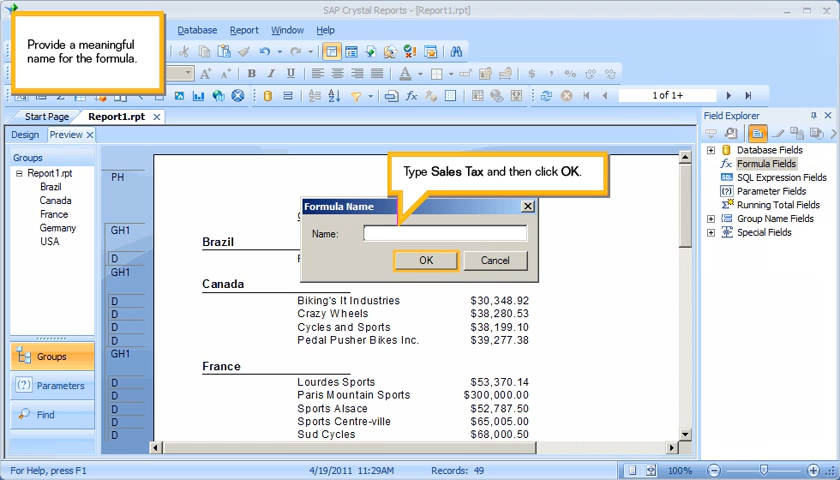 SAP Crystal Reports - [Report1.rpt]
Provide a meaningful
name for the formula.
Database Report Window Help
A A B I U A $ , %
1 of 1+
Start Page Report1.rpt
Design Preview
Groups
Report1.rpt
Brazil
Canada
France
Germany
USA
Groups
Parameters
Find
PH
GH1
D
GH1
D
D
D
D
GH1
D
D
D
D
D
Type Sales Tax and then click OK.
Formula Name
Name:
OK Cancel
Brazil
Canada
Biking's It Industries $30,348.92
Crazy Wheels $38,280.53
Cycles and Sports $38,199.10
Pedal Pusher Bikes Inc. $39,277.38
France
Lourdes Sports $53,370.14
Paris Mountain Sports $300,000.00
Sports Alsace $52,787.50
Sports Centre-ville $65,005.00
Sud Cycles $68,000.50
Field Explorer
Database Fields
Formula Fields
SQL Expression Fields
Parameter Fields
Running Total Fields
Group Name Fields
Special Fields
For Help, press F1 4/19/2011 11:29AM Records: 49 100%